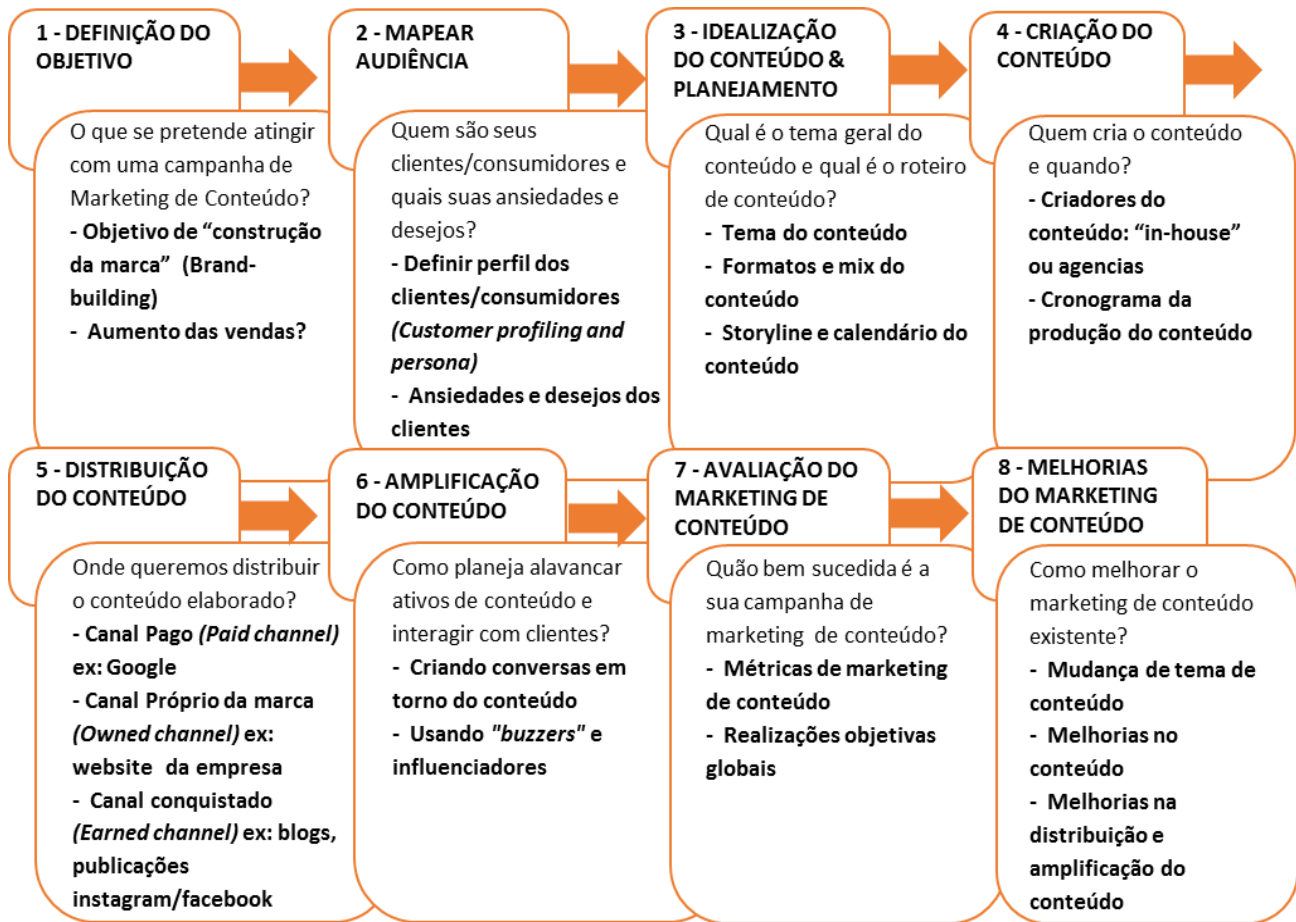 1 - DEFINIÇÃO DO
OBJETIVO
O que se pretende atingir
com uma campanha de
Marketing de Conteúdo?
- Objetivo de “construção
da marca” (Brand-
building)
- Aumento das vendas?
2 - MAPEAR
AUDIÊNCIA
Quem são seus
clientes/consumidores e
quais suas ansiedades e
desejos?
- Definir perfil dos
clientes/consumidores
(Customer profiling and
persona)
- Ansiedades e desejos dos
clientes
3 - IDEALIZAÇÃO
DO CONTEÚDO &
PLANEJAMENTO
Qual é o tema geral do
conteúdo e qual é o roteiro
de conteúdo?
- Tema do conteúdo
- Formatos e mix do
conteúdo
- Storyline e calendário do
conteúdo
4 - CRIAÇÃO DO
CONTEÚDO
Quem cria o conteúdo
e quando?
- Criadores do
conteúdo: “in-house”
ou agencias
- Cronograma da
produção do conteúdo
5 - DISTRIBUIÇÃO
DO CONTEÚDO
Onde queremos distribuir
o conteúdo elaborado?
- Canal Pago (Paid channel)
ex: Google
- Canal Próprio da marca
(Owned channel) ex:
website da empresa
- Canal conquistado
(Earned channel) ex: blogs,
publicações
instagram/facebook
6 - AMPLIFICAÇÃO
DO CONTEÚDO
Como planeja alavancar
ativos de conteúdo e
interagir com clientes?
- Criando conversas em
torno do conteúdo
- Usando "buzzers" e
influenciadores
7 - AVALIAÇÃO DO
MARKETING DE
CONTEÚDO
Quão bem sucedida é a
sua campanha de
marketing de conteúdo?
- Métricas de marketing
de conteúdo
- Realizações objetivas
globais
8 - MELHORIAS
DO MARKETING
DE CONTEÚDO
Como melhorar o
marketing de conteúdo
existente?
- Mudança de tema de
conteúdo
- Melhorias no
conteúdo
- Melhorias na
distribuição e
amplificação do
conteúdo